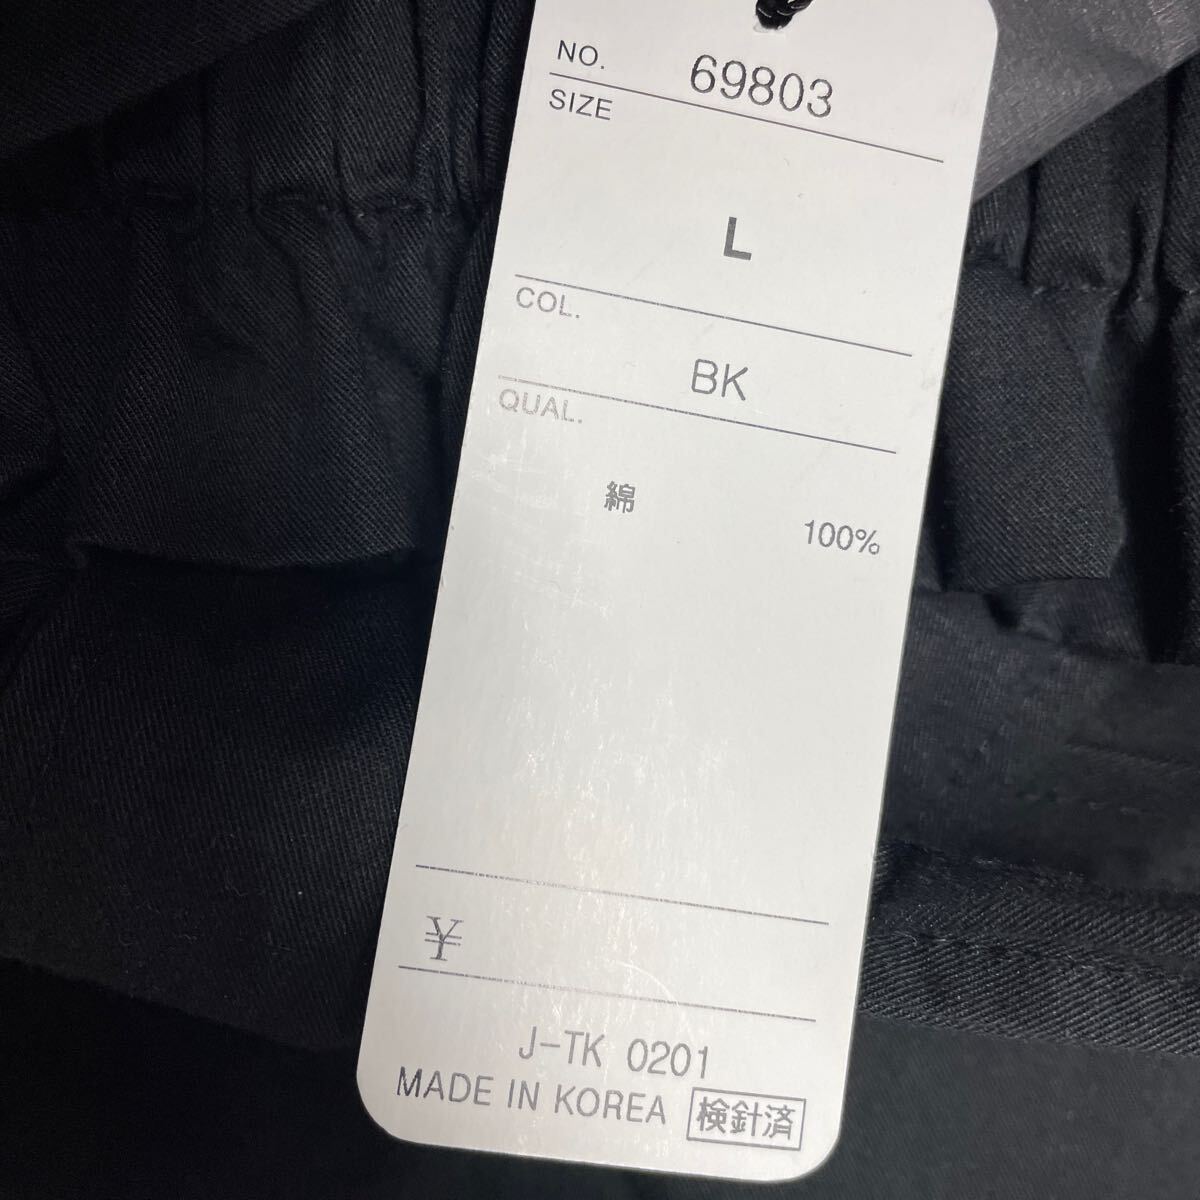 NO. 69803
SIZE
L
COL.
BK
QUAL.
綿 100%
¥
J-TK 0201
MADE IN KOREA 検針済